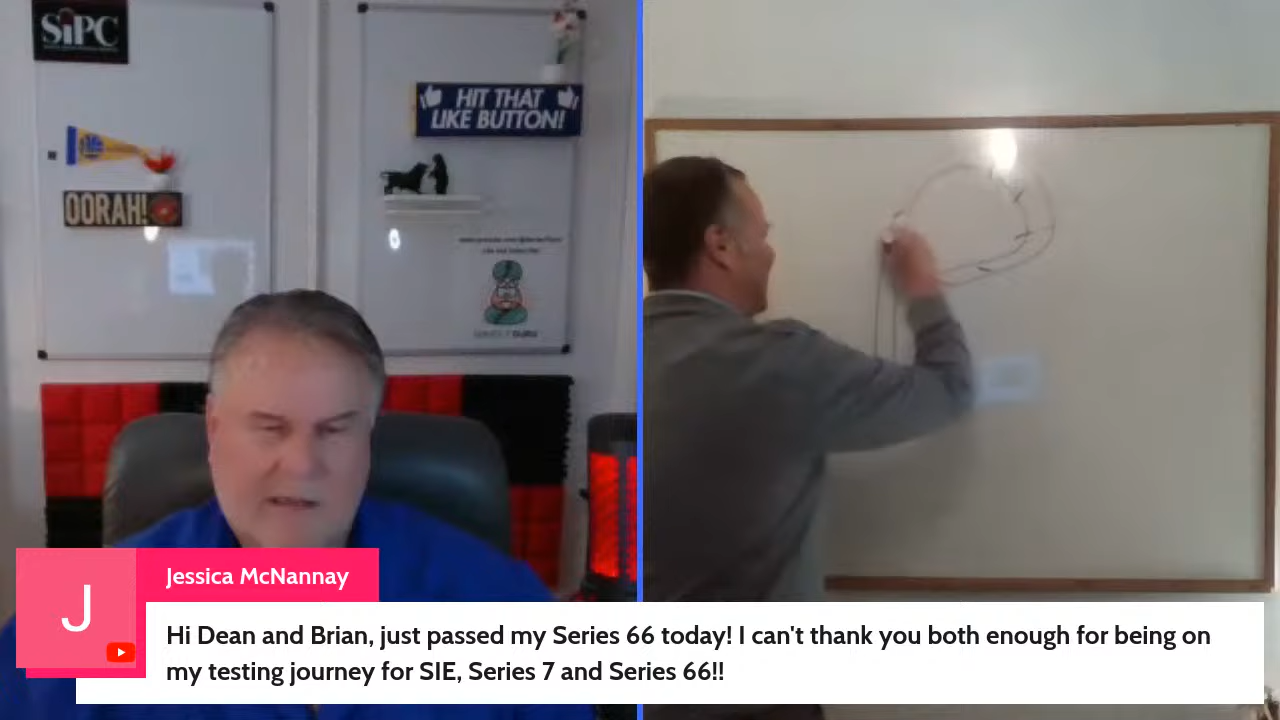 SiPC
HIT THAT
LIKE BUTTON!
OORAH!
GURU
J
Jessica McNannay
Hi Dean and Brian, just passed my Series 66 today! I can't thank you both enough for being on
my testing journey for SIE, Series 7 and Series 66!!